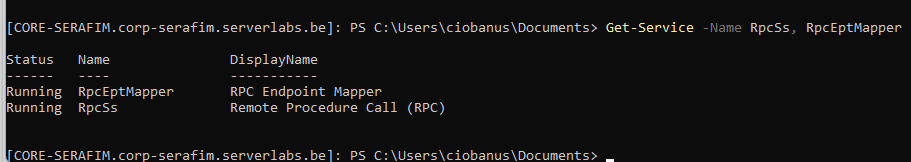 [CORE-SERAFIM.corp-serafim.serverlabs.be]: PS C:\Users\ciobanus\Documents> Get-Service -Name RpcSs, RpcEptMapper
Status   Name               DisplayName
------   ----               -----------
Running  RpcEptMapper       RPC Endpoint Mapper
Running  RpcSs              Remote Procedure Call (RPC)
[CORE-SERAFIM.corp-serafim.serverlabs.be]: PS C:\Users\ciobanus\Documents>